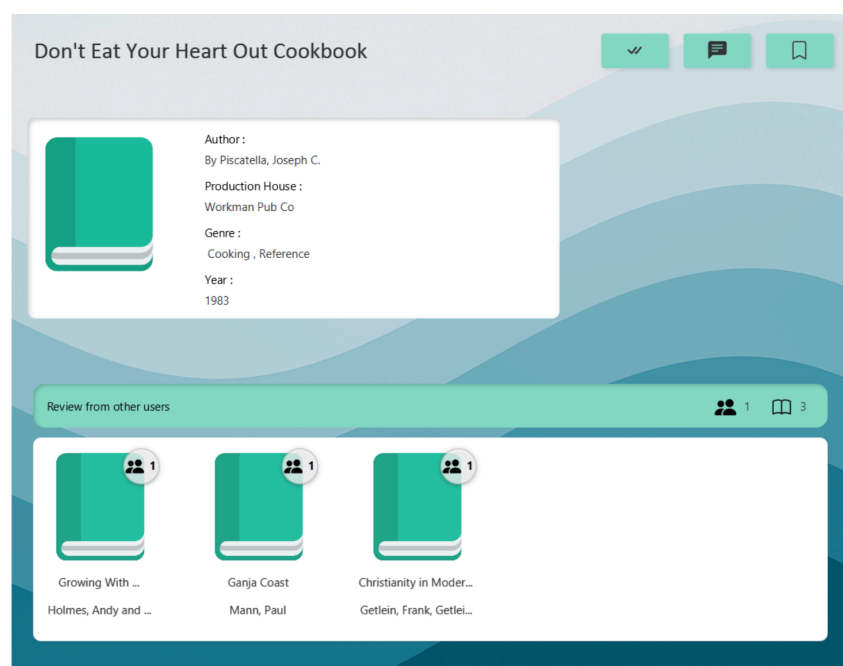 Don't Eat Your Heart Out Cookbook
Author :
By Piscatella, Joseph C.
Production House :
Workman Pub Co
Genre :
Cooking , Reference
Year :
1983
Review from other users
1
3
1
1
1
Growing With ...
Ganja Coast
Christianity in Moder...
Holmes, Andy and ...
Mann, Paul
Getlein, Frank, Getlei...